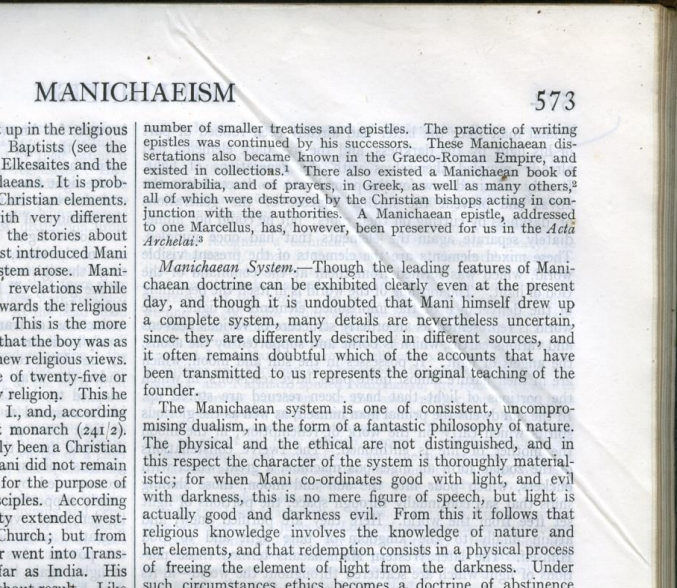 MANICHAEISM
573
up in the religious
Baptists (see the
Elkesaites and the
It is prob-
Christian elements.
with very different
the stories about
introduced Mani
arose. Mani-
revelations while
the religious
This is the more
that the boy was as
new religious views.
of twenty-five or
religion. This he
I., and, according
monarch (241/2).
been a Christian
did not remain
for the purpose of
According
extended west-
Church; but from
went into Trans-
far as India. His
result. Like
number of smaller treatises and epistles. The practice of writing
epistles was continued by his successors. These Manichaean dis-
sertations also became known in the Graeco-Roman Empire, and
existed in collections.¹ There also existed a Manichaean book of
memorabilia, and of prayers, in Greek, as well as many others,²
all of which were destroyed by the Christian bishops acting in con-
junction with the authorities. A Manichaean epistle, addressed
to one Marcellus, has, however, been preserved for us in the Acta
Archelai.³
Manichaean System.—Though the leading features of Mani-
chaean doctrine can be exhibited clearly even at the present
day, and though it is undoubted that Mani himself drew up
a complete system, many details are nevertheless uncertain,
since they are differently described in different sources, and
it often remains doubtful which of the accounts that have
been transmitted to us represents the original teaching of the
founder.
The Manichaean system is one of consistent, uncompro-
mising dualism, in the form of a fantastic philosophy of nature.
The physical and the ethical are not distinguished, and in
this respect the character of the system is thoroughly material-
istic; for when Mani co-ordinates good with light, and evil
with darkness, this is no mere figure of speech, but light is
actually good and darkness evil. From this it follows that
religious knowledge involves the knowledge of nature and
her elements, and that redemption consists in a physical process
of freeing the element of light from the darkness. Under
such circumstances ethics becomes a doctrine of abstinence